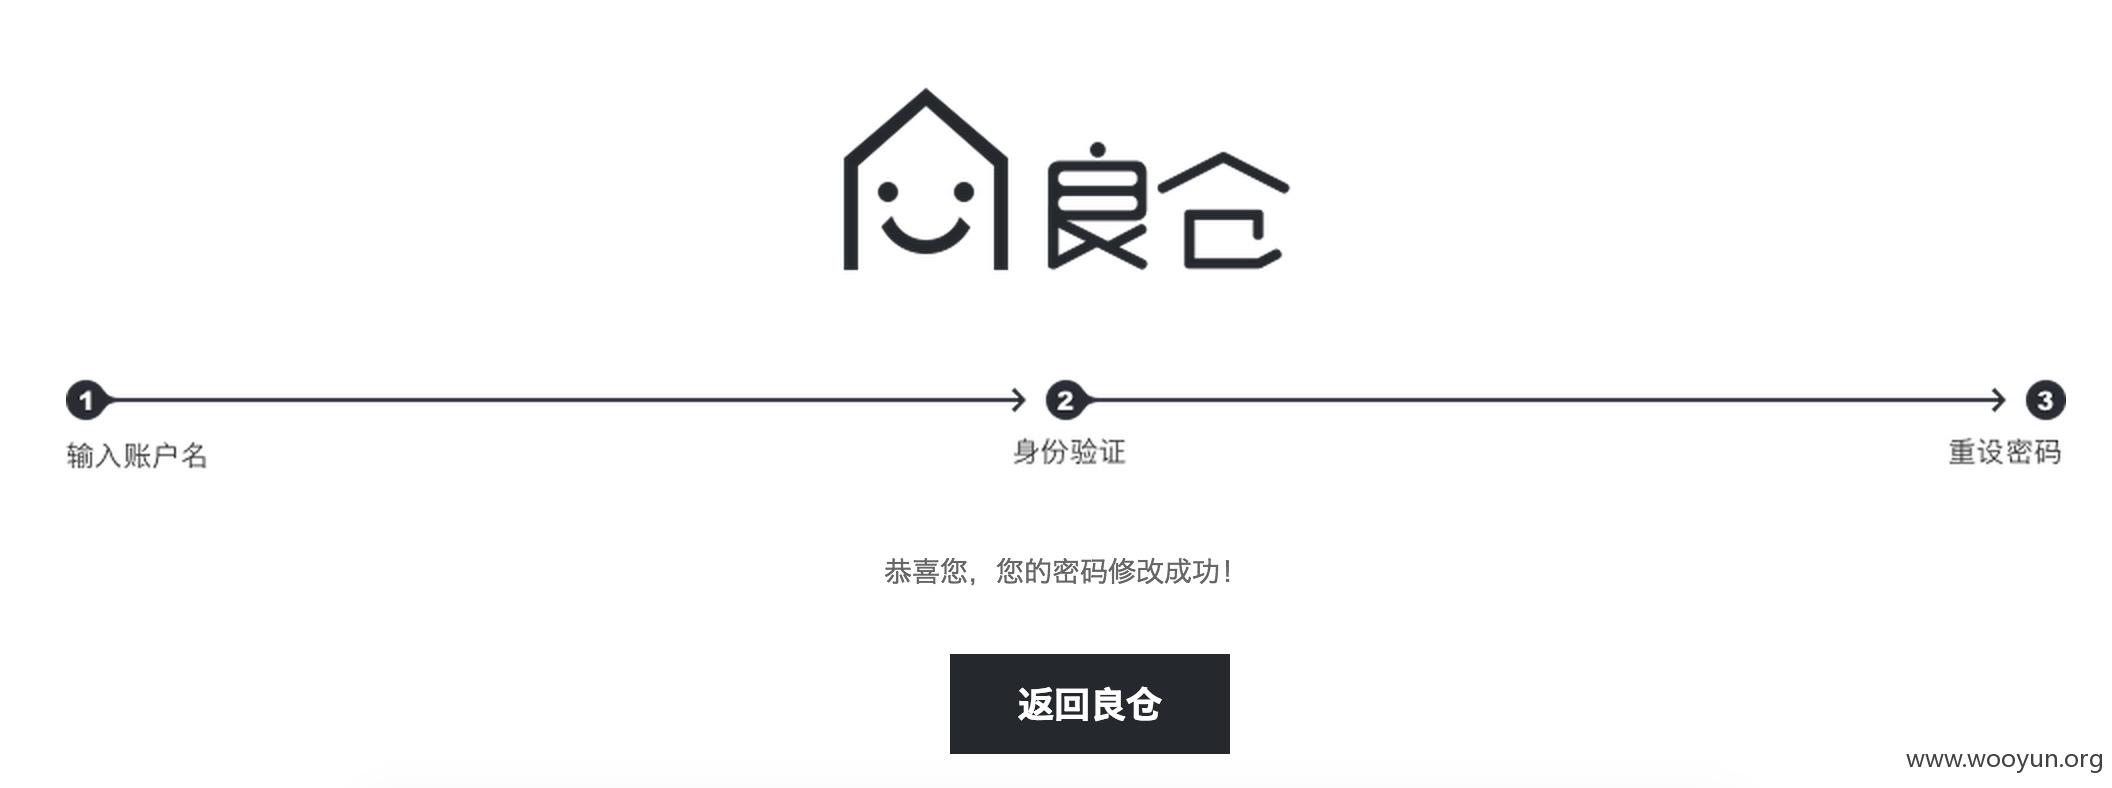 良仓
1 2 3
输入账户名 身份验证 重设密码
恭喜您，您的密码修改成功！
返回良仓
www.wooyun.org